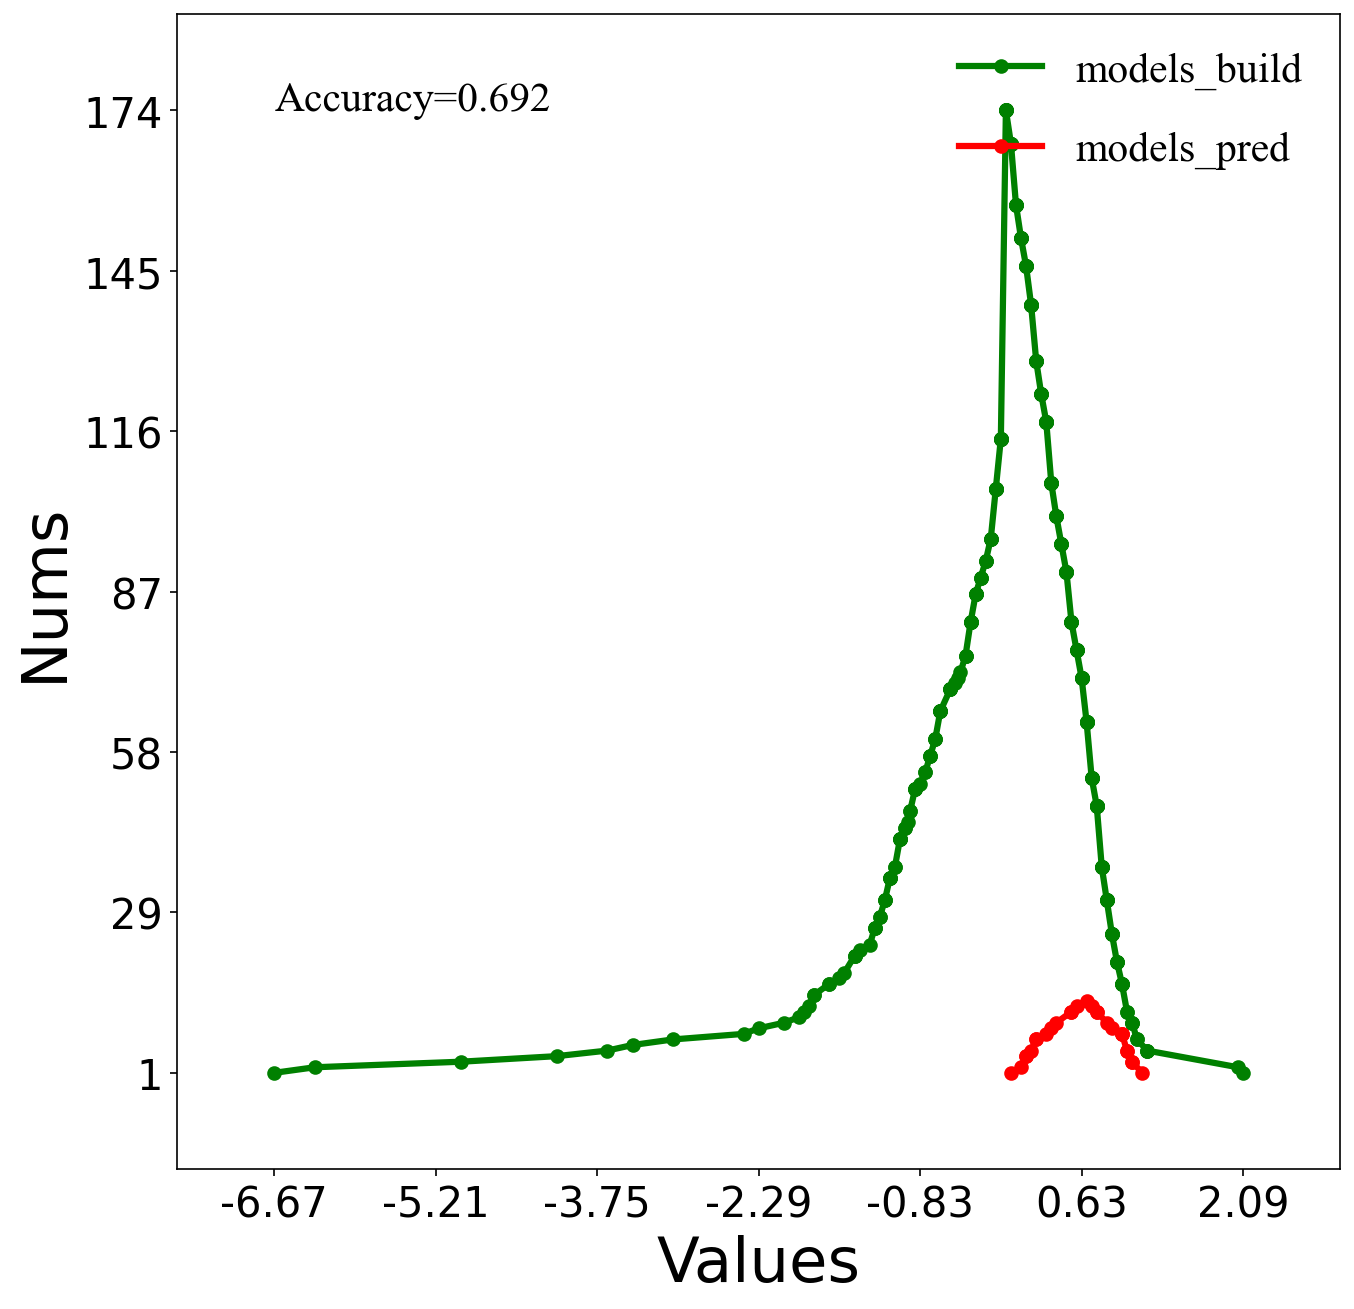 Accuracy=0.692
models_build
models_pred
174
145
116
87
58
29
1
Nums
-6.67 -5.21 -3.75 -2.29 -0.83 0.63 2.09
Values